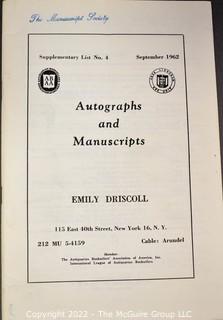 The Manuscript Society
Supplementary List No. 4 September 1962
Autographs
and
Manuscripts
EMILY DRISCOLL
115 East 40th Street, New York 16, N. Y.
212 MU 5-4159 Cable: Arundel
Member
The Antiquarian Booksellers' Association of America, Inc.
International League of Antiquarian Booksellers
Copyright 2022 - The McGuire Group LLC